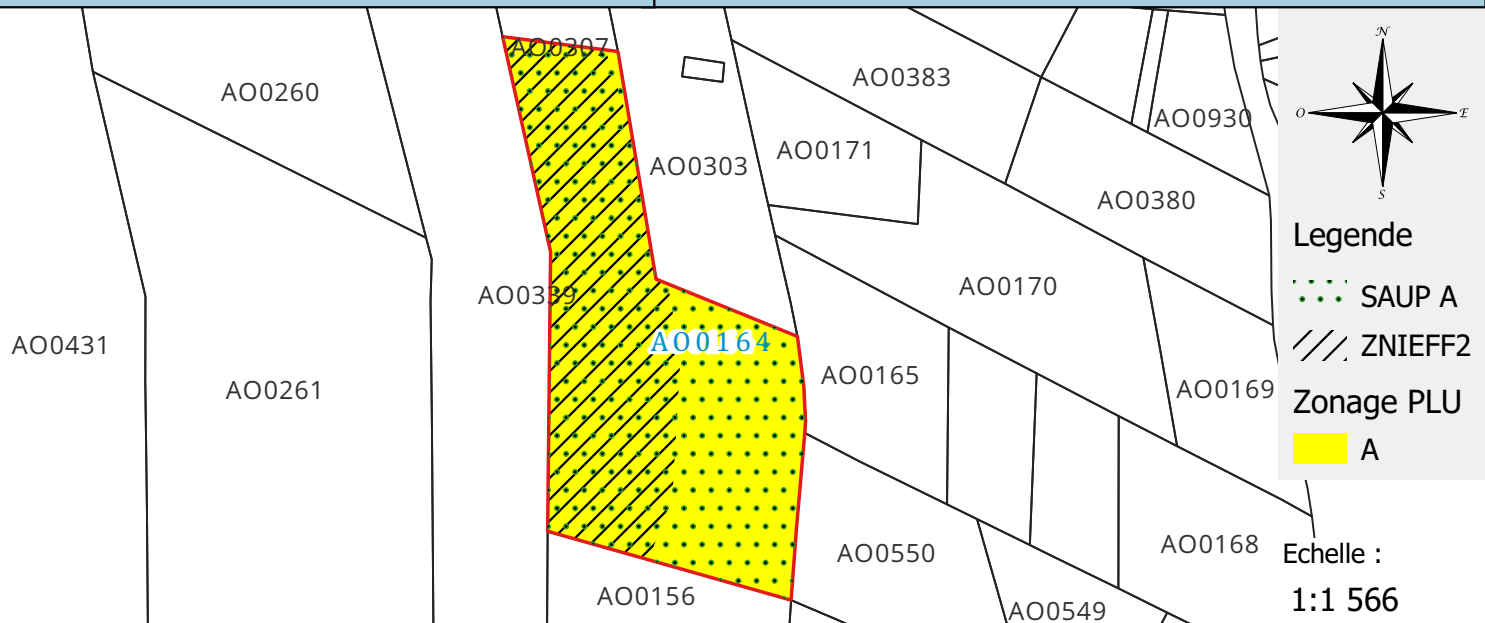 AO0307
AO0260
AO0383
AO0930
AO0171
AO0303
AO0380
AO0339
AO0170
AO0431
AO0164
AO0165
AO0261
AO0169
AO0550
AO0168
AO0156
AO0549
N
O
E
S
Legende
SAUP A
ZNIEFF2
Zonage PLU
A
Echelle :
1:1 566